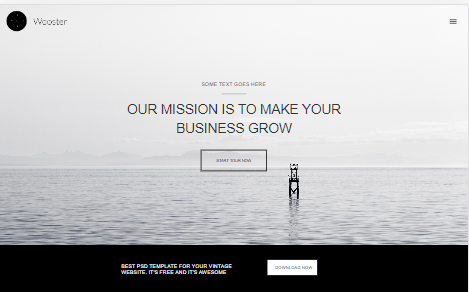 Wooster
SOME TEXT GOES HERE
OUR MISSION IS TO MAKE YOUR
BUSINESS GROW
START TOUR NOW
BEST PSD TEMPLATE FOR YOUR VINTAGE
WEBSITE. IT'S FREE AND IT'S AWESOME
DOWNLOAD NOW